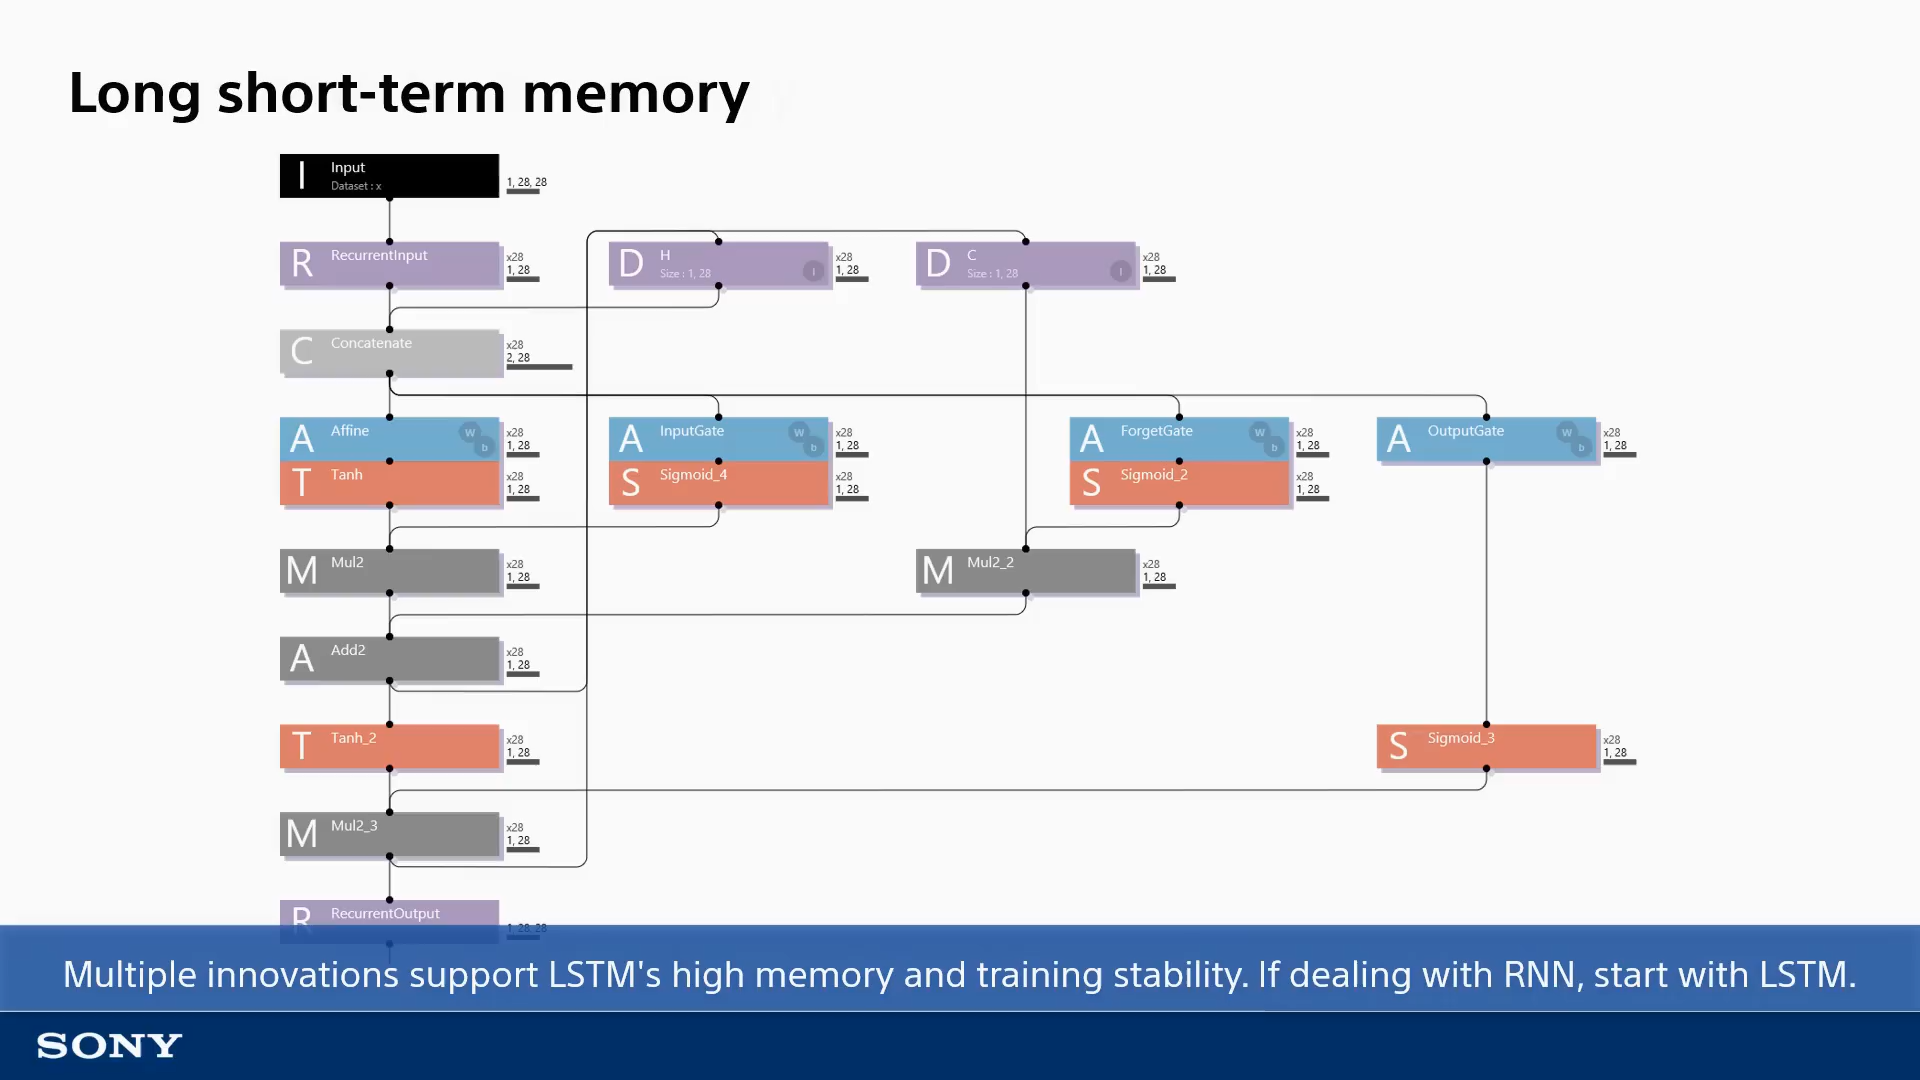 Long short-term memory
I Input
Dataset : x
1, 28, 28
R RecurrentInput
x28
1, 28
D H
Size : 1, 28
I
x28
1, 28
D C
Size : 1, 28
I
x28
1, 28
C Concatenate
x28
2, 28
A Affine
W
b
x28
1, 28
A InputGate
W
b
x28
1, 28
A ForgetGate
W
b
x28
1, 28
A OutputGate
W
b
x28
1, 28
T Tanh
x28
1, 28
S Sigmoid_4
x28
1, 28
S Sigmoid_2
x28
1, 28
M Mul2
x28
1, 28
M Mul2_2
x28
1, 28
A Add2
x28
1, 28
T Tanh_2
x28
1, 28
S Sigmoid_3
x28
1, 28
M Mul2_3
x28
1, 28
R RecurrentOutput
1, 28, 28
Multiple innovations support LSTM's high memory and training stability. If dealing with RNN, start with LSTM.
SONY